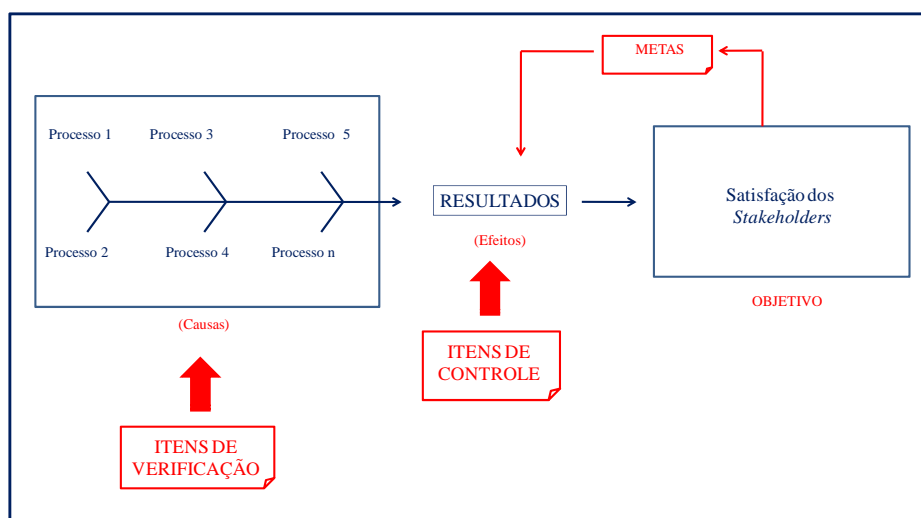 METAS
Processo 1
Processo 3
Processo 5
RESULTADOS
(Efeitos)
Satisfação dos
Stakeholders
Processo 2
Processo 4
Processo n
OBJETIVO
(Causas)
ITENS DE
CONTROLE
ITENS DE
VERIFICAÇÃO